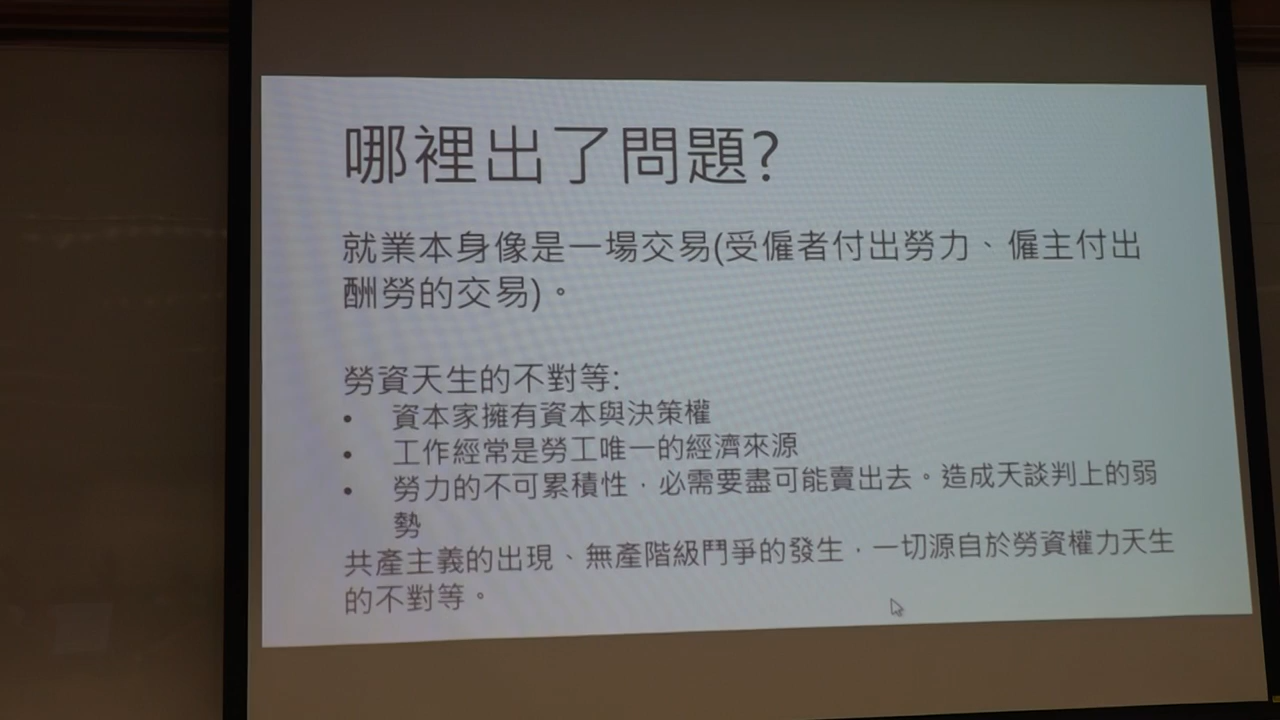 哪裡出了問題?
就業本身像是一場交易(受僱者付出勞力、僱主付出
酬勞的交易)。
勞資天生的不對等:
• 資本家擁有資本與決策權
• 工作經常是勞工唯一的經濟來源
• 勞力的不可累積性，必需要盡可能賣出去。造成天談判上的弱
勢
共產主義的出現、無產階級鬥爭的發生，一切源自於勞資權力天生
的不對等。